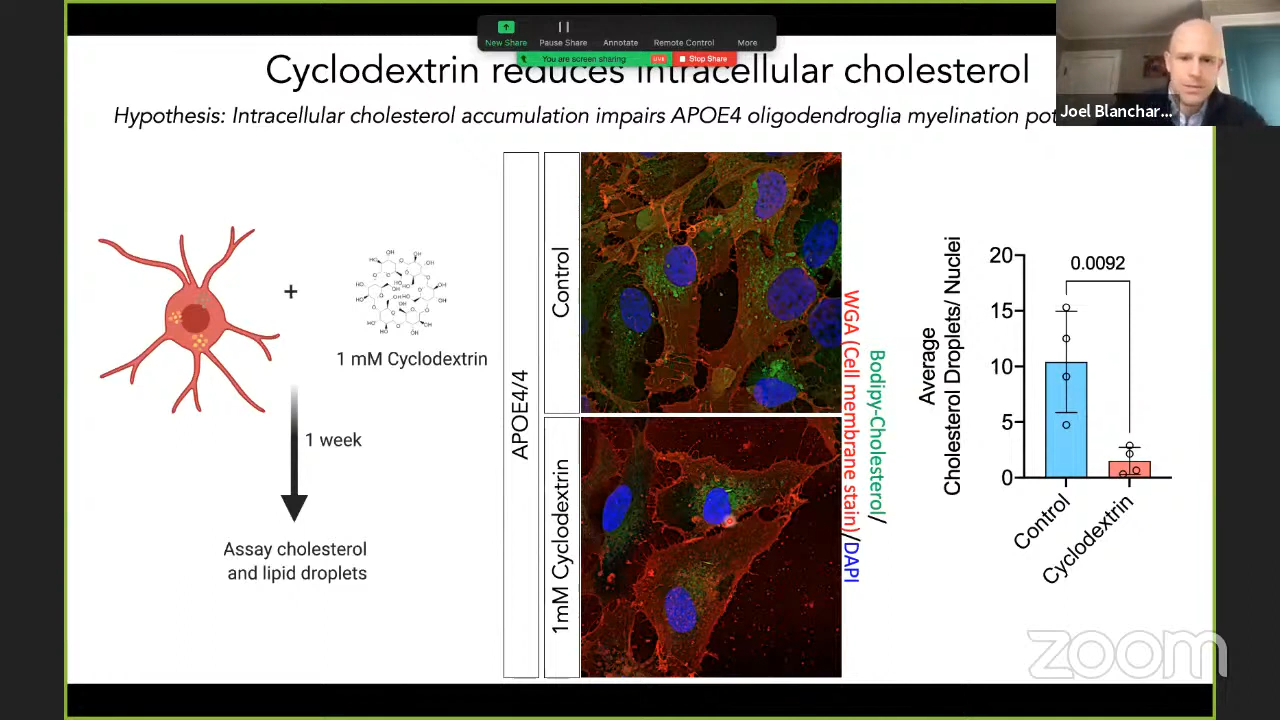 New Share
Pause Share
Annotate
Remote Control
More
You are screen sharing
LIVE
Stop Share
Cyclodextrin reduces intracellular cholesterol
Hypothesis: Intracellular cholesterol accumulation impairs APOE4 oligodendroglia myelination
Joel Blanchar...
+
1 mM Cyclodextrin
1 week
Assay cholesterol
and lipid droplets
APOE4/4
Control
1mM Cyclodextrin
Bodipy-Cholesterol/
WGA (Cell membrane stain)/DAPI
Average
Cholesterol Droplets/ Nuclei
20
15
10
5
0
0.0092
Control
Cyclodextrin
zoom